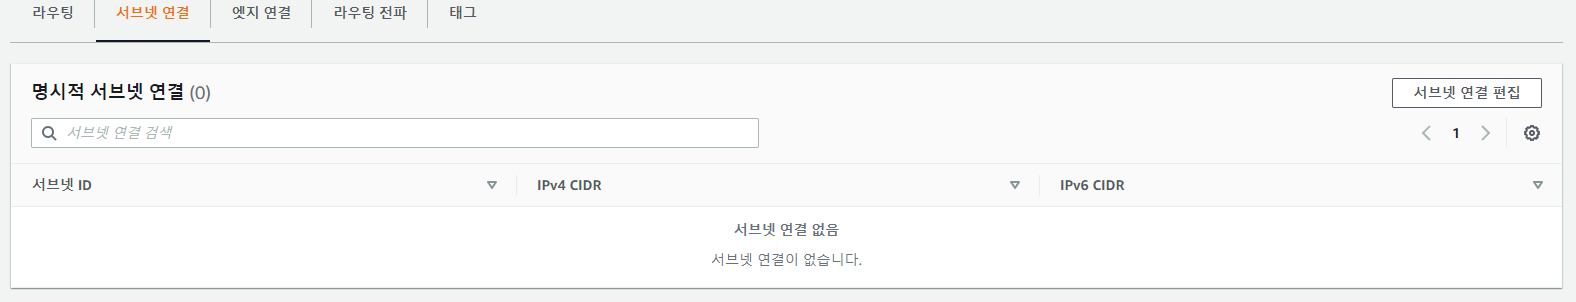 라우팅 서브넷 연결 엣지 연결 라우팅 전파 태그
명시적 서브넷 연결 (0) 서브넷 연결 편집
서브넷 연결 검색 1
서브넷 ID IPv4 CIDR IPv6 CIDR
서브넷 연결 없음
서브넷 연결이 없습니다.